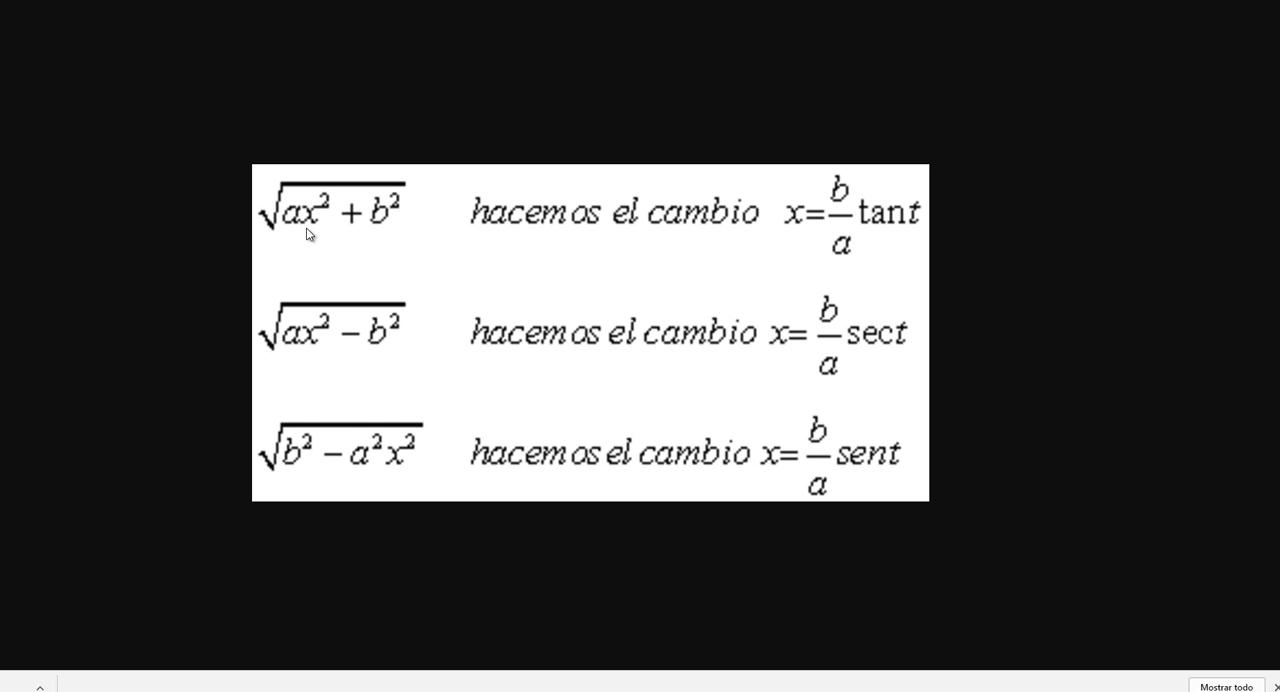 √ax² + b² hacemos el cambio x= b/a tant
√ax² − b² hacemos el cambio x= b/a sect
√b² − a²x² hacemos el cambio x= b/a sent
Mostrar todo